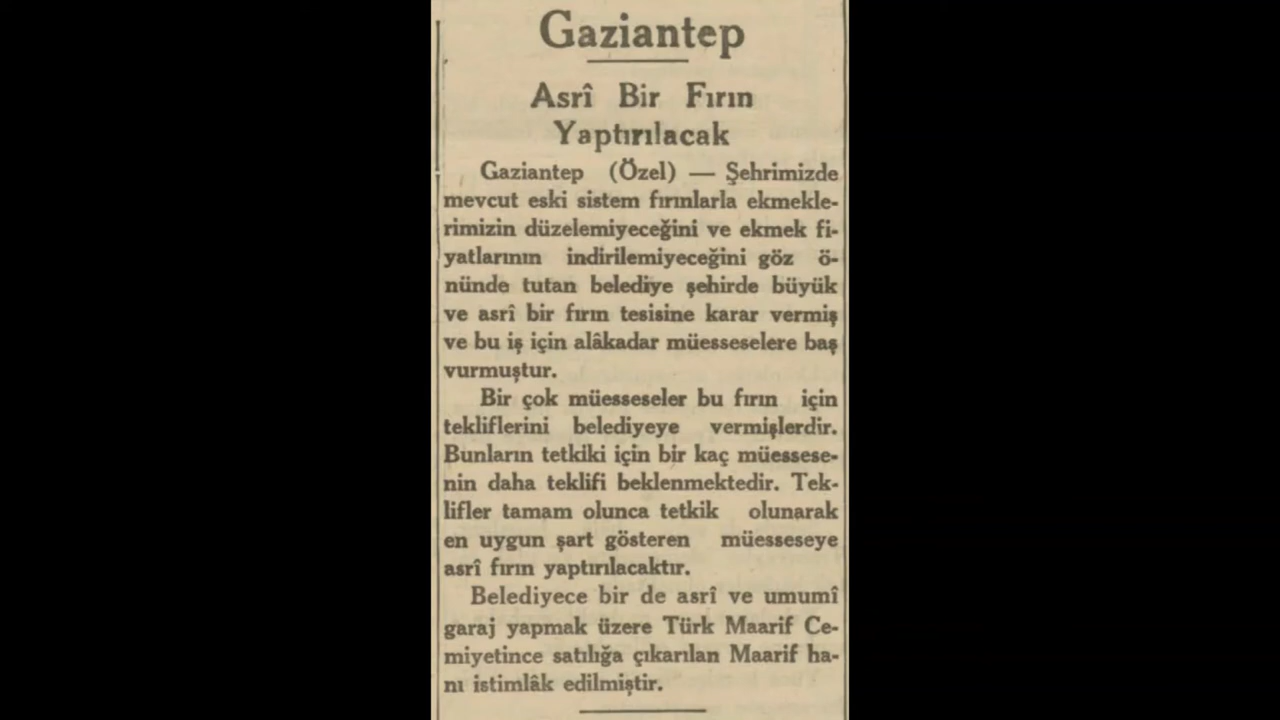 Gaziantep
Asrî Bir Fırın
Yaptırılacak
Gaziantep (Özel) — Şehrimizde
mevcut eski sistem fırınlarla ekmekle-
rimizin düzelemiyeceğini ve ekmek fi-
yatlarının indirilemiyeceğini göz ö-
nünde tutan belediye şehirde büyük
ve asrî bir fırın tesisine karar vermiş
ve bu iş için alâkadar müesseselere baş
vurmuştur.
Bir çok müesseseler bu fırın için
tekliflerini belediyeye vermişlerdir.
Bunların tetkiki için bir kaç müessese-
nin daha teklifi beklenmektedir. Tek-
lifler tamam olunca tetkik olunarak
en uygun şart gösteren müesseseye
asrî fırın yaptırılacaktır.
Belediyece bir de asrî ve umumî
garaj yapmak üzere Türk Maarif Ce-
miyetince satılığa çıkarılan Maarif ha-
nı istimlâk edilmiştir.